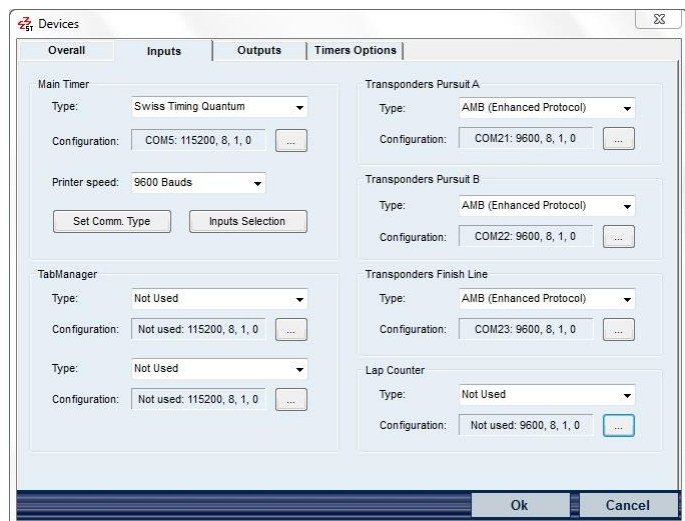 ST Devices
Overall Inputs Outputs Timers Options
Main Timer
Type: Swiss Timing Quantum
Configuration: COM5: 115200, 8, 1, 0 ...
Printer speed: 9600 Bauds
Set Comm. Type Inputs Selection
TabManager
Type: Not Used
Configuration: Not used: 115200, 8, 1, 0 ...
Type: Not Used
Configuration: Not used: 115200, 8, 1, 0 ...
Transponders Pursuit A
Type: AMB (Enhanced Protocol)
Configuration: COM21: 9600, 8, 1, 0 ...
Transponders Pursuit B
Type: AMB (Enhanced Protocol)
Configuration: COM22: 9600, 8, 1, 0 ...
Transponders Finish Line
Type: AMB (Enhanced Protocol)
Configuration: COM23: 9600, 8, 1, 0 ...
Lap Counter
Type: Not Used
Configuration: Not used: 9600, 8, 1, 0 ...
Ok Cancel